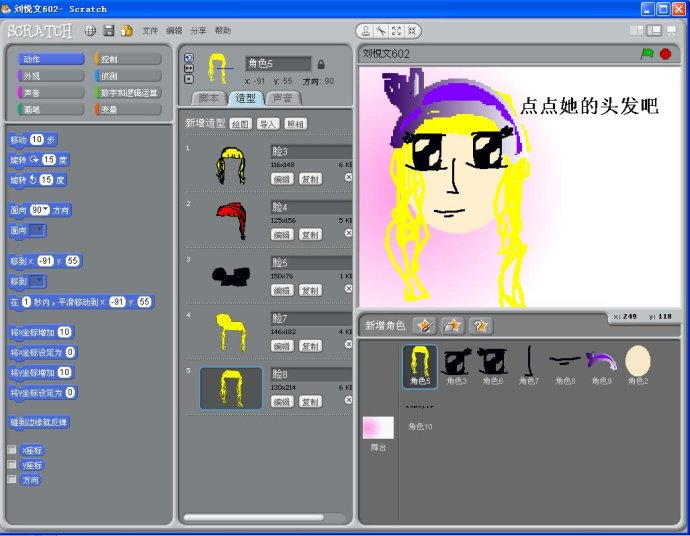 刘悦文602- Scratch
SCRATCH 文件 编辑 分享 帮助
动作 控制
外观 侦测
声音 数字和逻辑运算
画笔 变量
移动 10 步
旋转 15 度
旋转 15 度
面向 90 方向
面向
移到 x: -91 y: 55
移到
在 1 秒内，平滑移动到 x: -91 y: 55
将x坐标增加 10
将x坐标设定为 0
将y坐标增加 10
将y坐标设定为 0
碰到边缘就反弹
x座标
y座标
方向
角色5
x: -91 y: 55 方向: 90
脚本 造型 声音
新增造型 绘图 导入 照相
1 脸3
116x148 6 KB
编辑 复制
2 脸4
125x156 5 KB
编辑 复制
3 脸5
150x76 1 KB
编辑 复制
4 脸7
146x182 4 KB
编辑 复制
5 脸8
130x214 6 KB
编辑 复制
刘悦文602
点点她的头发吧
x: 249 y: 118
新增角色
角色5 角色3 角色6 角色7 角色8 角色9 角色2
舞台 角色10